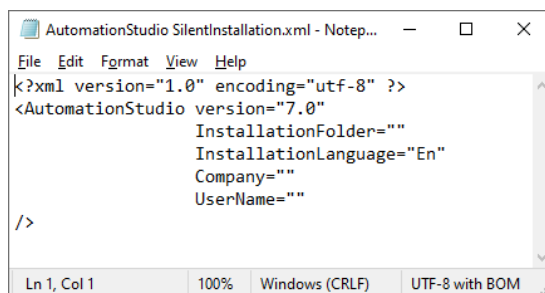 AutomationStudio SilentInstallation.xml - Notep...
File Edit Format View Help
<?xml version="1.0" encoding="utf-8" ?>
<AutomationStudio version="7.0"
InstallationFolder=""
InstallationLanguage="En"
Company=""
UserName=""
/>
Ln 1, Col 1 100% Windows (CRLF) UTF-8 with BOM